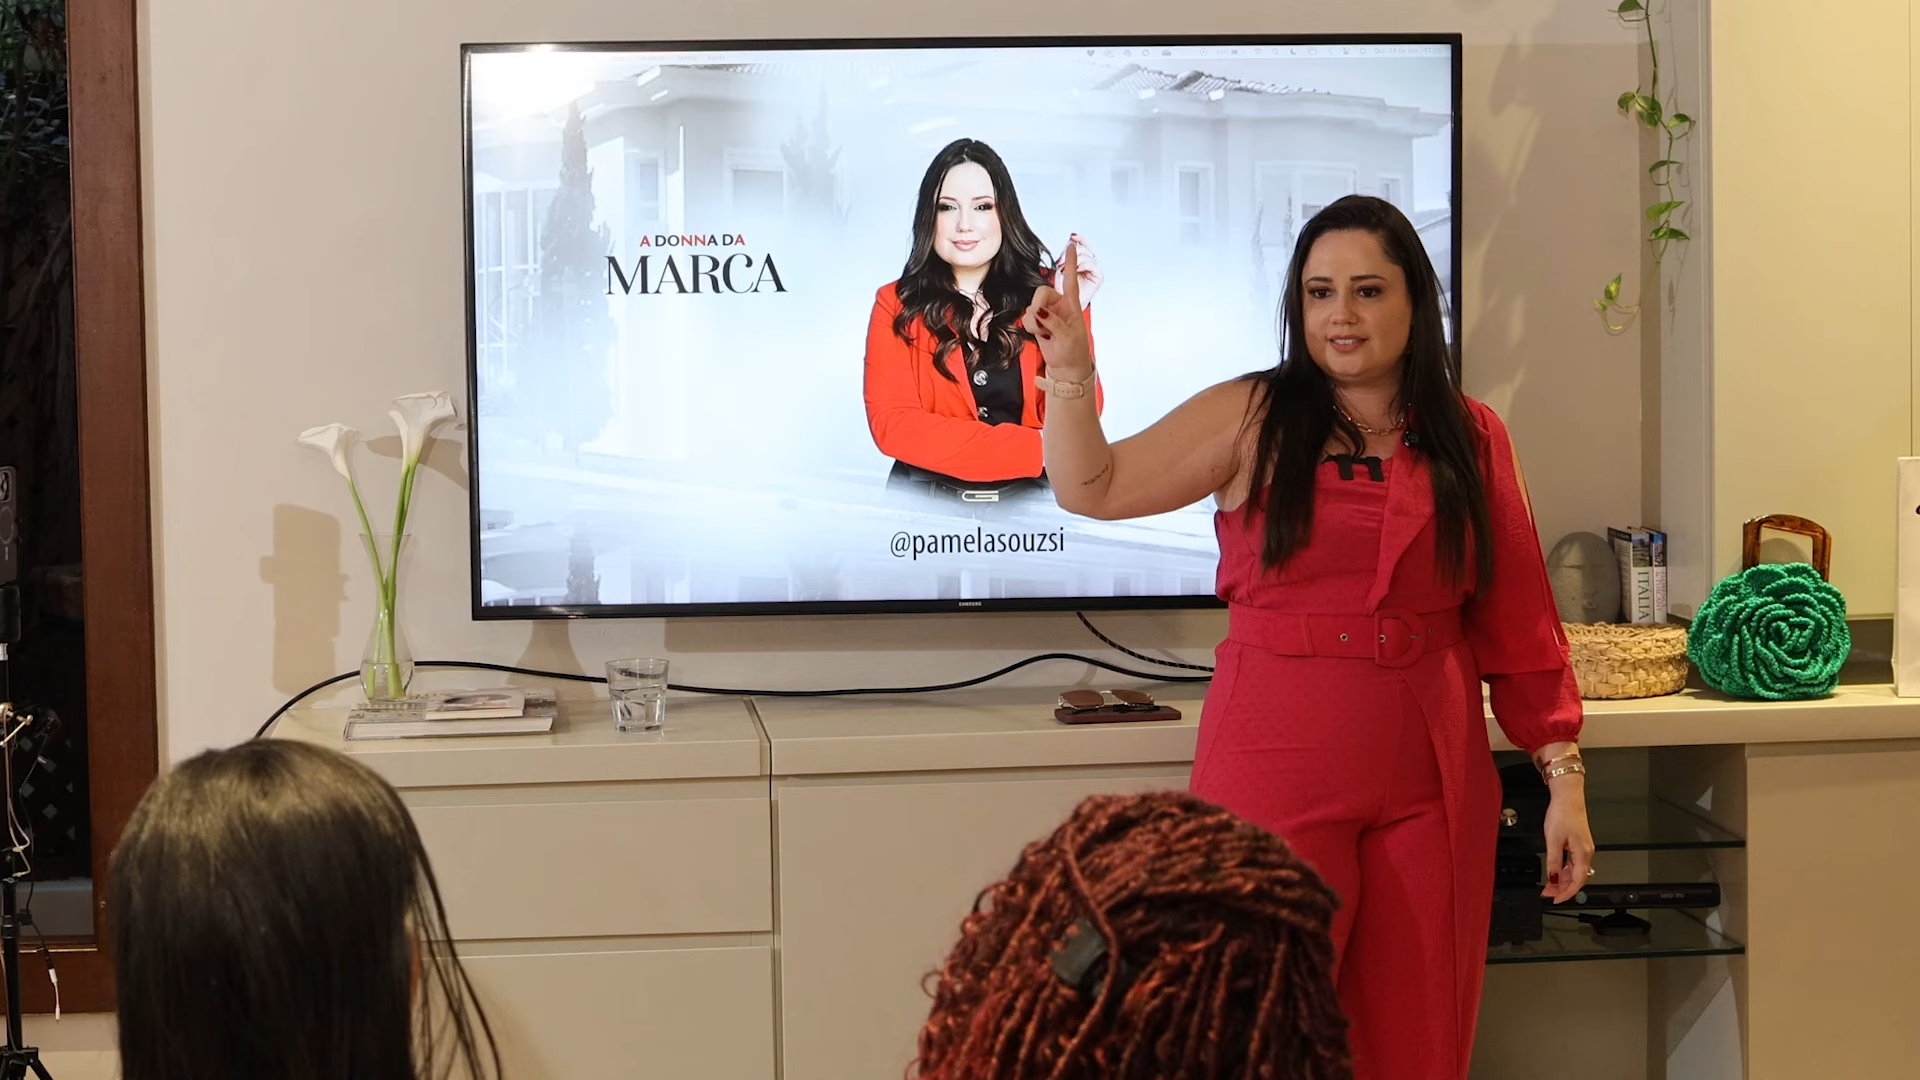 A DONNA DA
MARCA
@pamelasouzsi
SAMSUNG
ITALIA